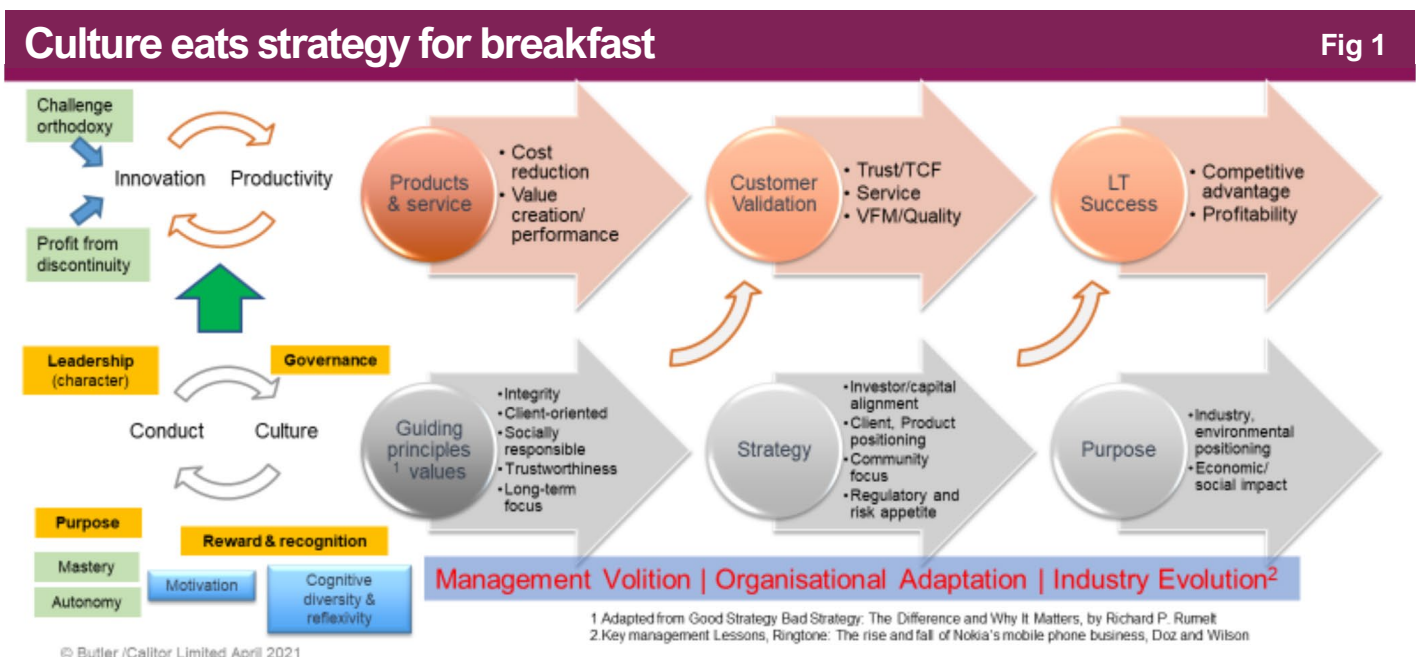 Culture eats strategy for breakfast
Fig 1
Challenge
orthodoxy
Innovation
Productivity
Profit from
discontinuity
Products
& service
• Cost
reduction
• Value
creation/
performance
Customer
Validation
• Trust/TCF
• Service
• VFM/Quality
LT
Success
• Competitive
advantage
• Profitability
Leadership
(character)
Governance
Conduct
Culture
Guiding
principles
1 values
•Integrity
•Client-oriented
•Socially
responsible
•Trustworthiness
•Long-term
focus
Strategy
•Investor/capital
alignment
•Client, Product
positioning
•Community
focus
•Regulatory and
risk appetite
Purpose
•Industry,
environmental
positioning
•Economic/
social impact
Purpose
Reward & recognition
Mastery
Autonomy
Motivation
Cognitive
diversity &
reflexivity
Management Volition | Organisational Adaptation | Industry Evolution2
1 Adapted from Good Strategy Bad Strategy: The Difference and Why It Matters, by Richard P. Rumelt
2.Key management Lessons, Ringtone: The rise and fall of Nokia's mobile phone business, Doz and Wilson
© Butler /Calitor Limited April 2021